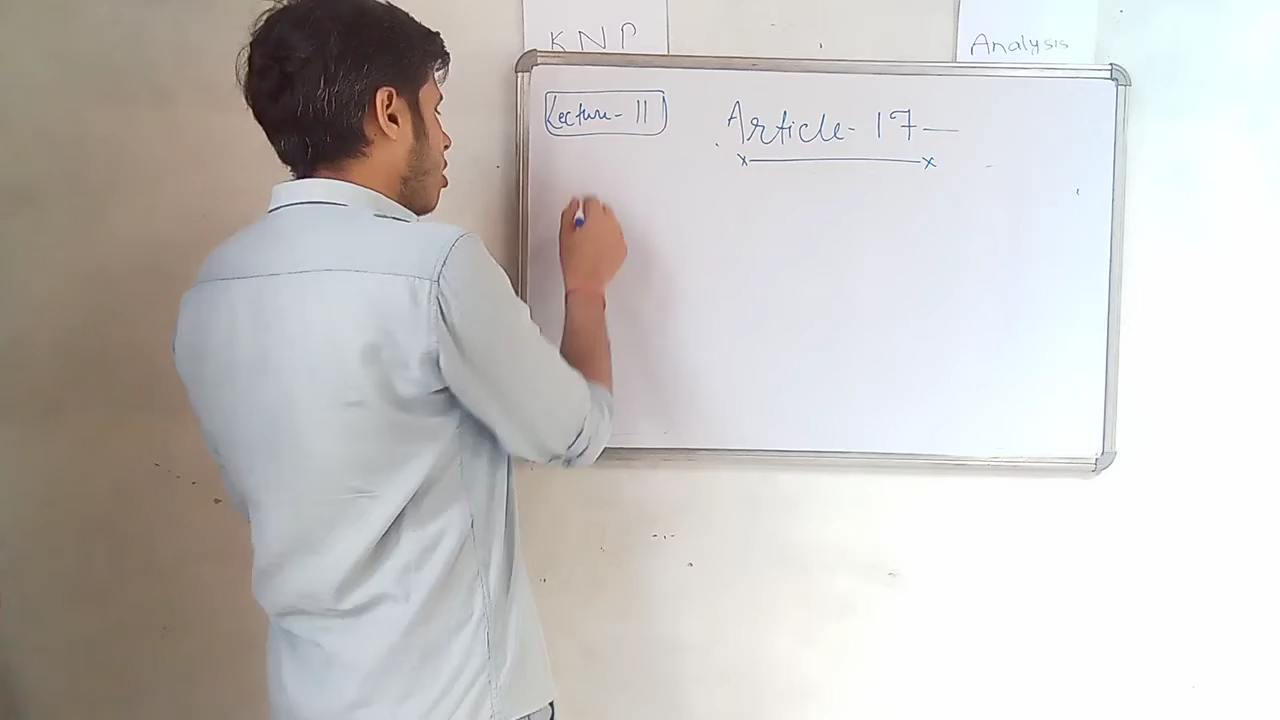 KNP
Analysis
Lecture- 11
Article- 17—